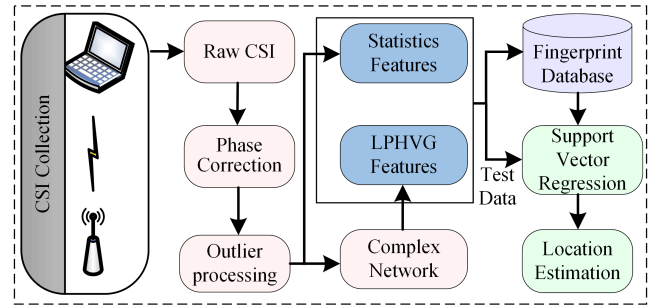 CSI Collection
Raw CSI
Phase
Correction
Outlier
processing
Statistics
Features
LPHVG
Features
Complex
Network
Test
Data
Fingerprint
Database
Support
Vector
Regression
Location
Estimation